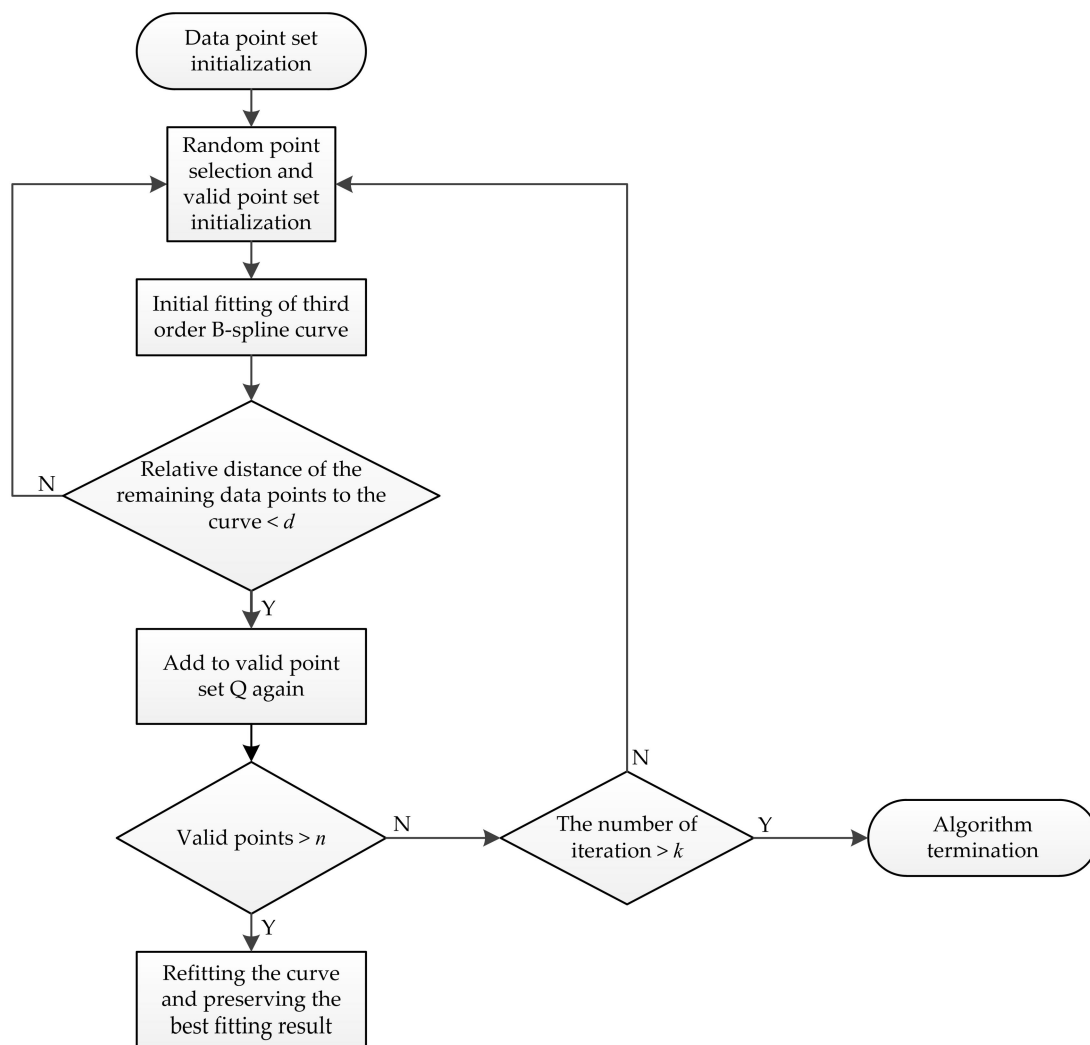 Data point set
initialization
Random point
selection and
valid point set
initialization
Initial fitting of third
order B-spline curve
N
Relative distance of the
remaining data points to the
curve < d
Y
Add to valid point
set Q again
N
Valid points > n
N
The number of
iteration > k
Y
Algorithm
termination
Y
Refitting the curve
and preserving the
best fitting result